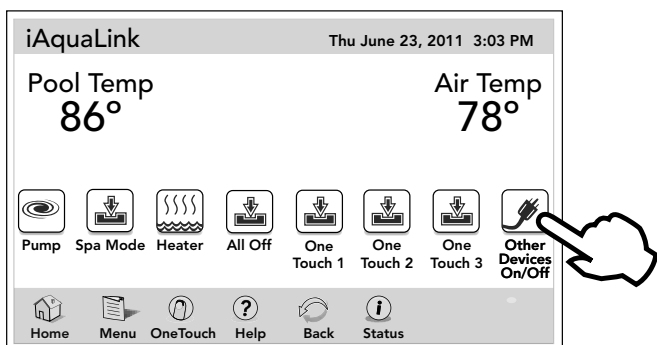 iAquaLink Thu June 23, 2011 3:03 PM
Pool Temp Air Temp
86° 78°
Pump Spa Mode Heater All Off One Touch 1 One Touch 2 One Touch 3 Other Devices On/Off
Home Menu OneTouch ? Help Back i Status